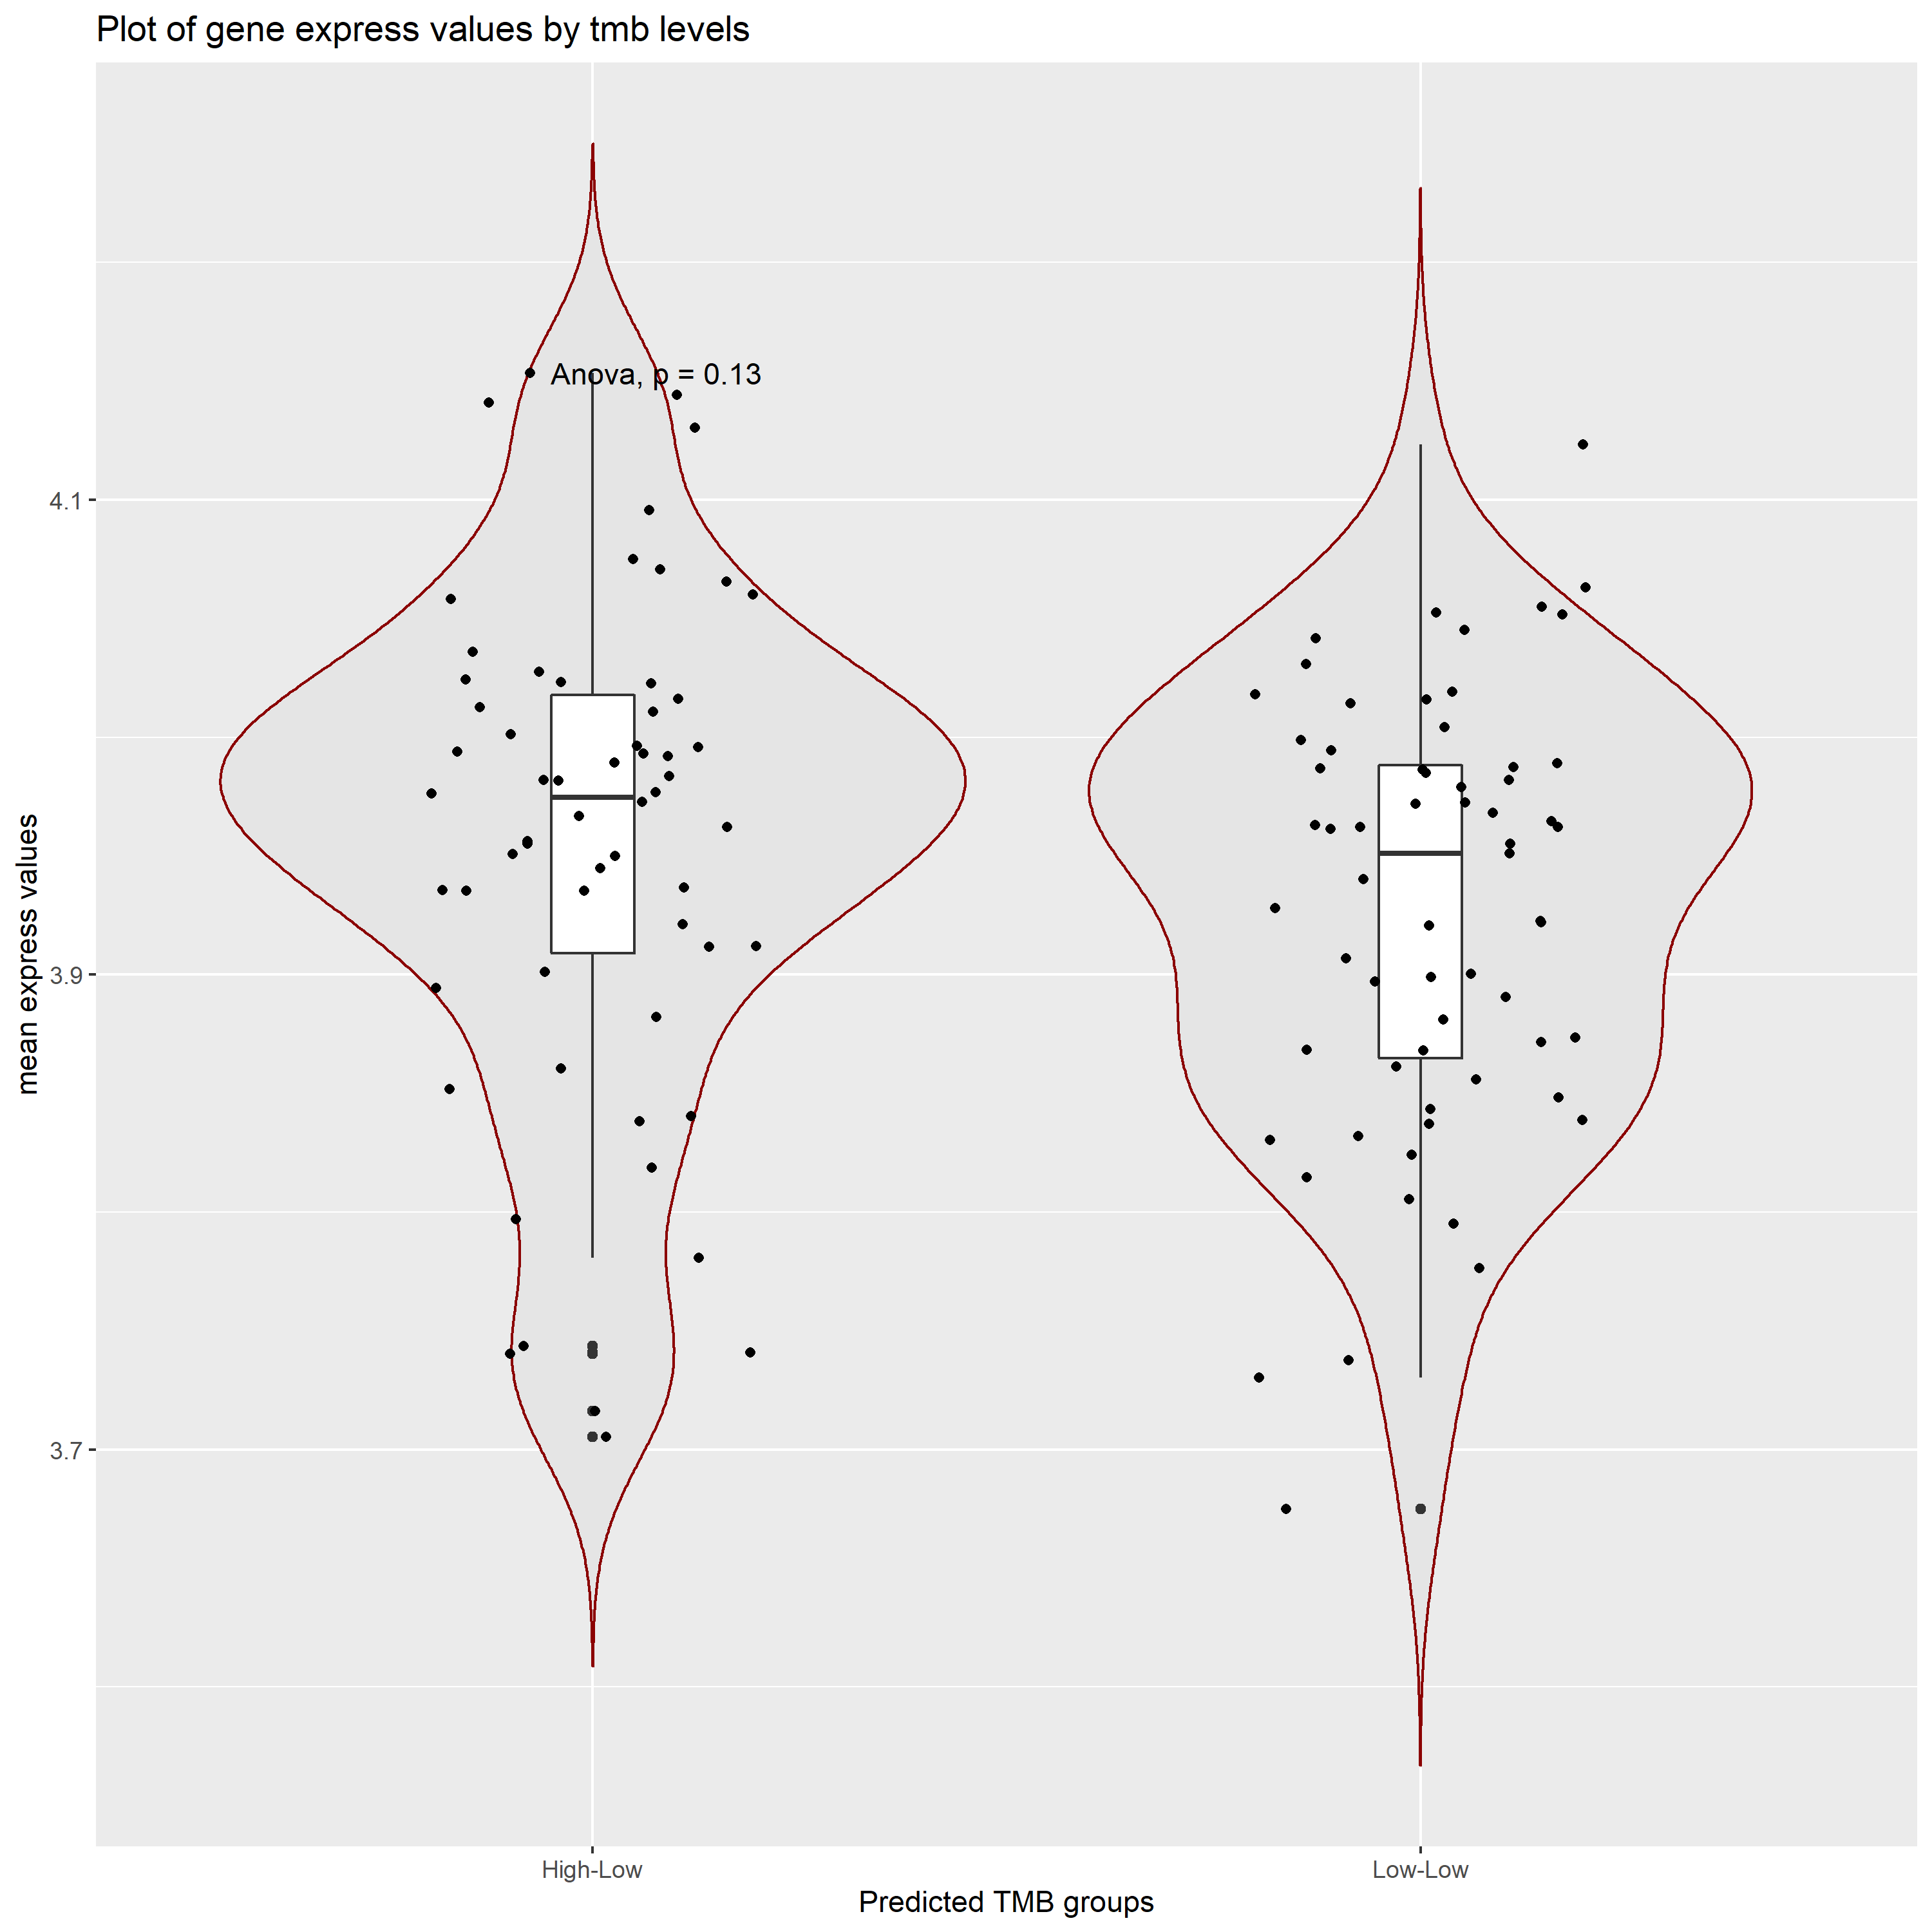 Plot of gene express values by tmb levels
Anova, p = 0.13
4.1
3.9
3.7
mean express values
High-Low
Low-Low
Predicted TMB groups